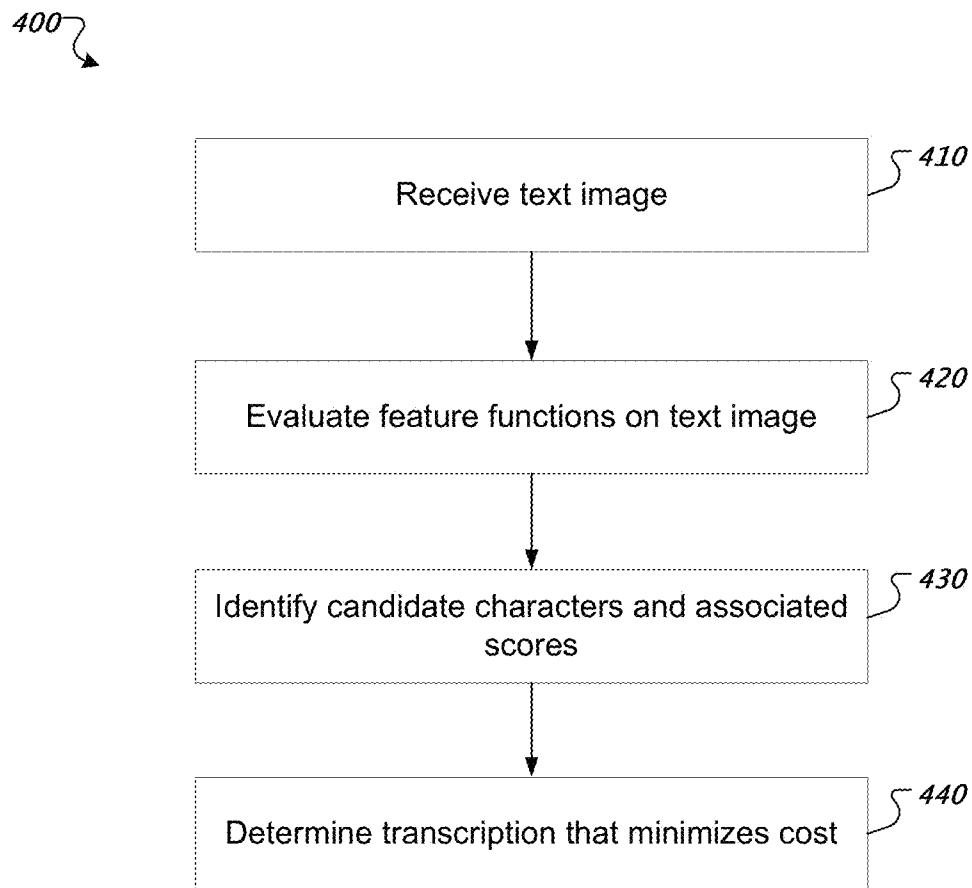 400
Receive text image
410
Evaluate feature functions on text image
420
Identify candidate characters and associated
scores
430
Determine transcription that minimizes cost
440